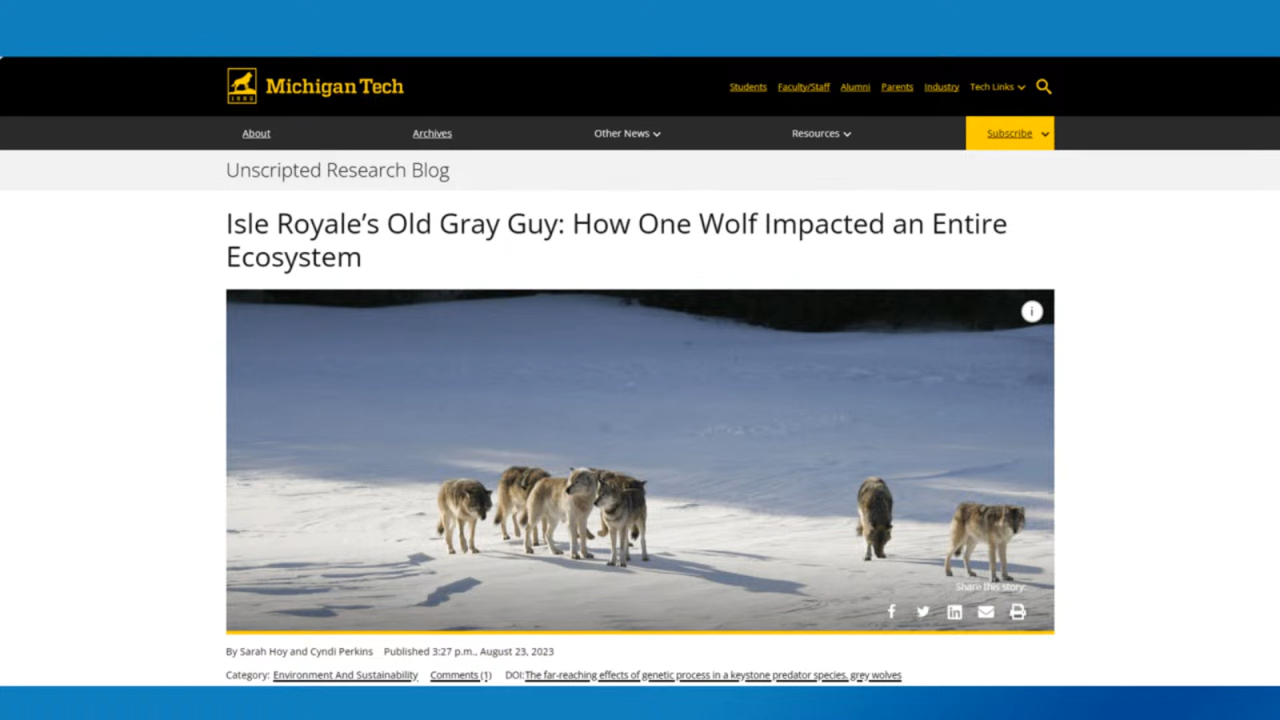 1885
Michigan Tech
Students Faculty/Staff Alumni Parents Industry Tech Links
About Archives Other News Resources Subscribe
Unscripted Research Blog
Isle Royale’s Old Gray Guy: How One Wolf Impacted an Entire
Ecosystem
i
Share this story:
By Sarah Hoy and Cyndi Perkins Published 3:27 p.m., August 23, 2023
Category: Environment And Sustainability Comments (1) DOI: The far-reaching effects of genetic process in a keystone predator species, grey wolves